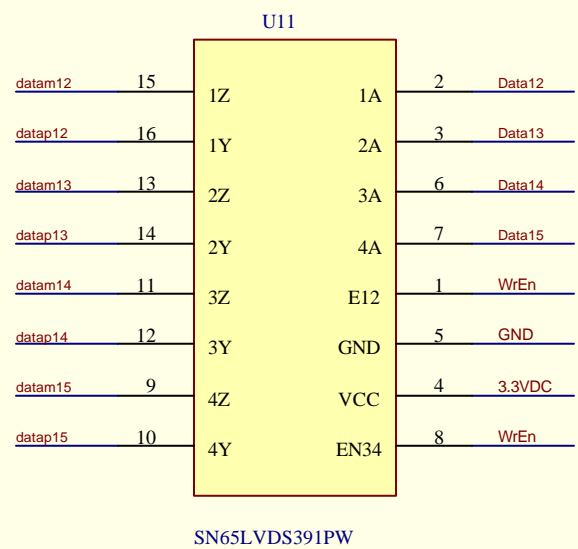 U11
datam12 15 1Z 1A 2 Data12
datap12 16 1Y 2A 3 Data13
datam13 13 2Z 3A 6 Data14
datap13 14 2Y 4A 7 Data15
datam14 11 3Z E12 1 WrEn
datap14 12 3Y GND 5 GND
datam15 9 4Z VCC 4 3.3VDC
datap15 10 4Y EN34 8 WrEn
SN65LVDS391PW